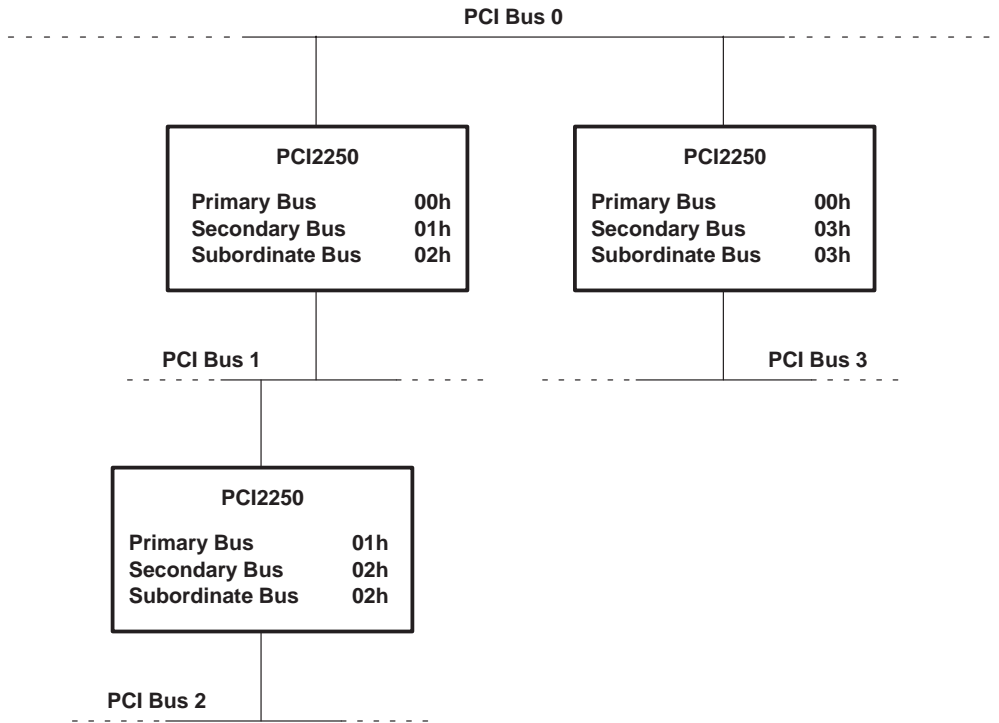 PCI Bus 0
PCI2250
Primary Bus 00h
Secondary Bus 01h
Subordinate Bus 02h
PCI2250
Primary Bus 00h
Secondary Bus 03h
Subordinate Bus 03h
PCI Bus 1
PCI Bus 3
PCI2250
Primary Bus 01h
Secondary Bus 02h
Subordinate Bus 02h
PCI Bus 2